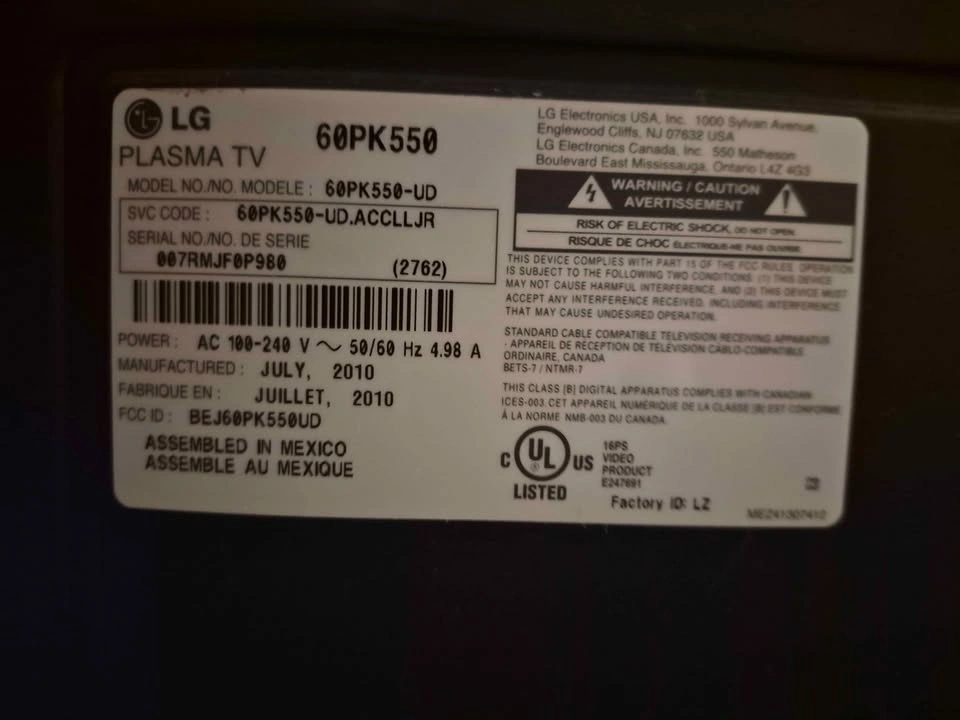 LG
60PK550
PLASMA TV
MODEL NO./NO. MODELE : 60PK550-UD
SVC CODE : 60PK550-UD.ACCLLJR
SERIAL NO./NO. DE SERIE
007RMJF0P980 (2762)
POWER : AC 100-240 V ～ 50/60 Hz 4.98 A
MANUFACTURED : JULY, 2010
FABRIQUE EN : JUILLET, 2010
FCC ID : BEJ60PK550UD
ASSEMBLED IN MEXICO
ASSEMBLE AU MEXIQUE
LG Electronics USA, Inc. 1000 Sylvan Avenue,
Englewood Cliffs, NJ 07632 USA
LG Electronics Canada, Inc. 550 Matheson
Boulevard East Mississauga, Ontario L4Z 4G3
WARNING / CAUTION
AVERTISSEMENT
RISK OF ELECTRIC SHOCK, DO NOT OPEN.
RISQUE DE CHOC ELECTRIQUE-NE PAS OUVRIR.
THIS DEVICE COMPLIES WITH PART 15 OF THE FCC RULES. OPERATION
IS SUBJECT TO THE FOLLOWING TWO CONDITIONS: (1) THIS DEVICE
MAY NOT CAUSE HARMFUL INTERFERENCE, AND (2) THIS DEVICE MUST
ACCEPT ANY INTERFERENCE RECEIVED, INCLUDING INTERFERENCE
THAT MAY CAUSE UNDESIRED OPERATION.
STANDARD CABLE COMPATIBLE TELEVISION RECEIVING APPARATUS
- APPAREIL DE RÉCEPTION DE TÉLÉVISION CÂBLO-COMPATIBLE
ORDINAIRE, CANADA
BETS-7 / NTMR-7
THIS CLASS [B] DIGITAL APPARATUS COMPLIES WITH CANADIAN
ICES-003. CET APPAREIL NUMÉRIQUE DE LA CLASSE [B] EST CONFORME
À LA NORME NMB-003 DU CANADA.
C UL US
LISTED
16PS
VIDEO
PRODUCT
E247691
Factory ID: LZ
MEZ41307412